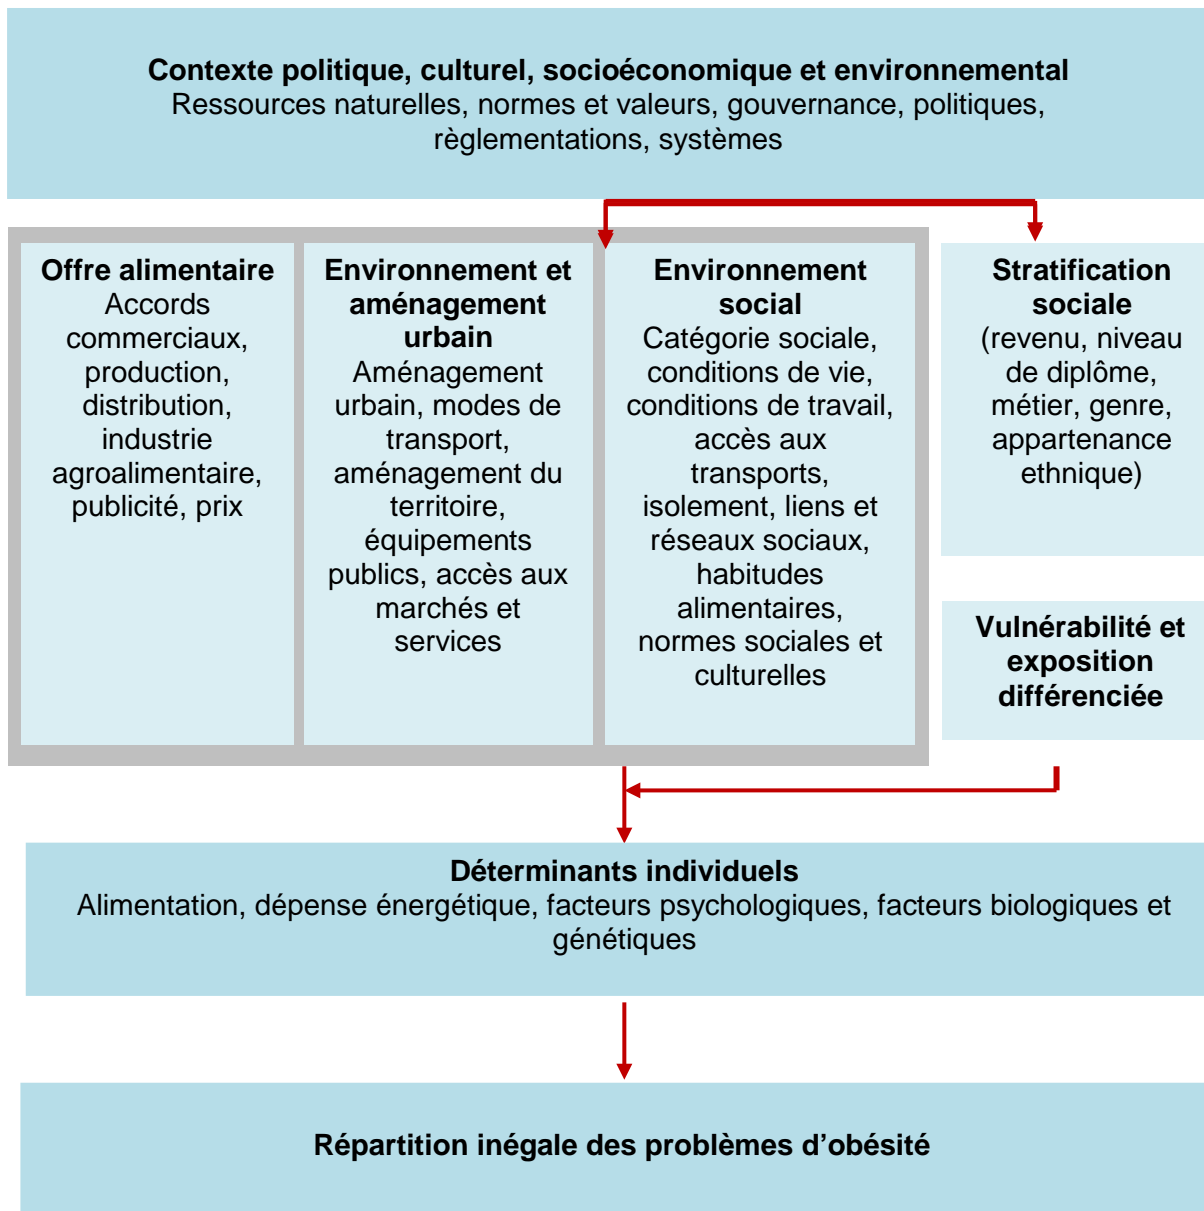 Contexte politique, culturel, socioéconomique et environnemental
Ressources naturelles, normes et valeurs, gouvernance, politiques,
règlementations, systèmes
Offre alimentaire
Accords
commerciaux,
production,
distribution,
industrie
agroalimentaire,
publicité, prix
Environnement et
aménagement
urbain
Aménagement
urbain, modes de
transport,
aménagement du
territoire,
équipements
publics, accès aux
marchés et
services
Environnement
social
Catégorie sociale,
conditions de vie,
conditions de travail,
accès aux
transports,
isolement, liens et
réseaux sociaux,
habitudes
alimentaires,
normes sociales et
culturelles
Stratification
sociale
(revenu, niveau
de diplôme,
métier, genre,
appartenance
ethnique)
Vulnérabilité et
exposition
différenciée
Déterminants individuels
Alimentation, dépense énergétique, facteurs psychologiques, facteurs biologiques et
génétiques
Répartition inégale des problèmes d'obésité